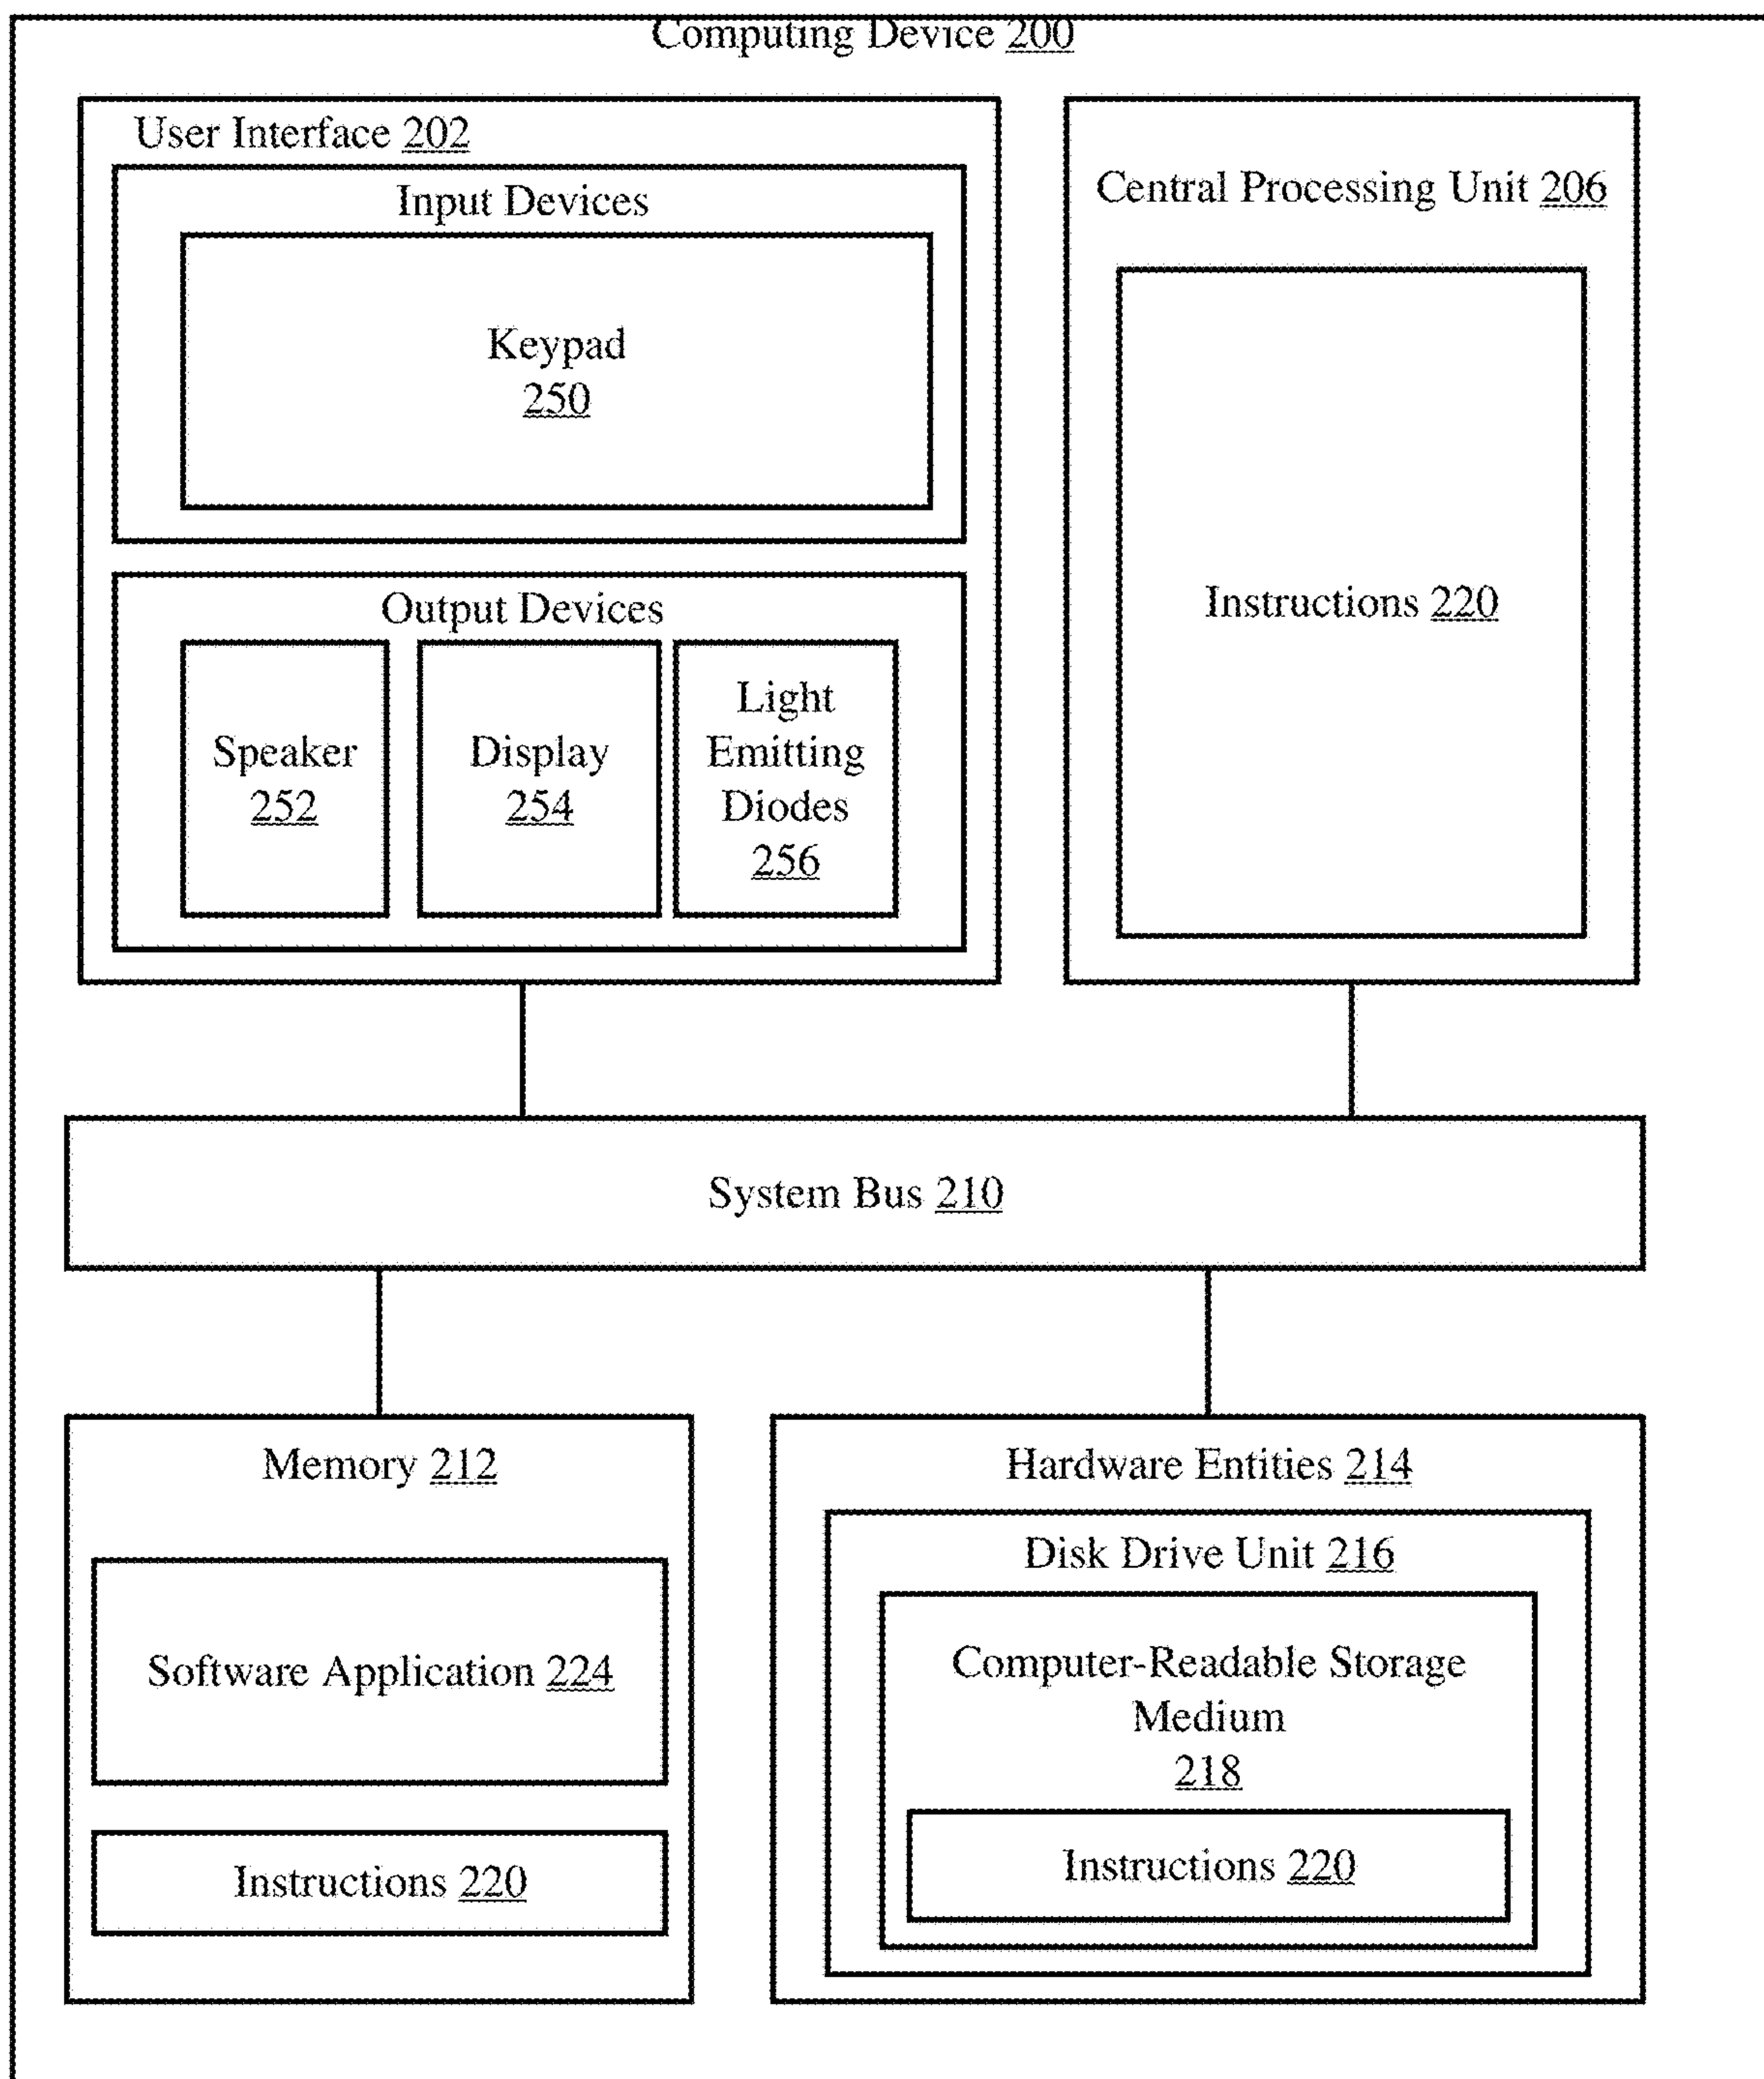 Computing Device 200
User Interface 202
Input Devices
Keypad
250
Output Devices
Speaker
252
Display
254
Light
Emitting
Diodes
256
Central Processing Unit 206
Instructions 220
System Bus 210
Memory 212
Software Application 224
Instructions 220
Hardware Entities 214
Disk Drive Unit 216
Computer-Readable Storage
Medium
218
Instructions 220